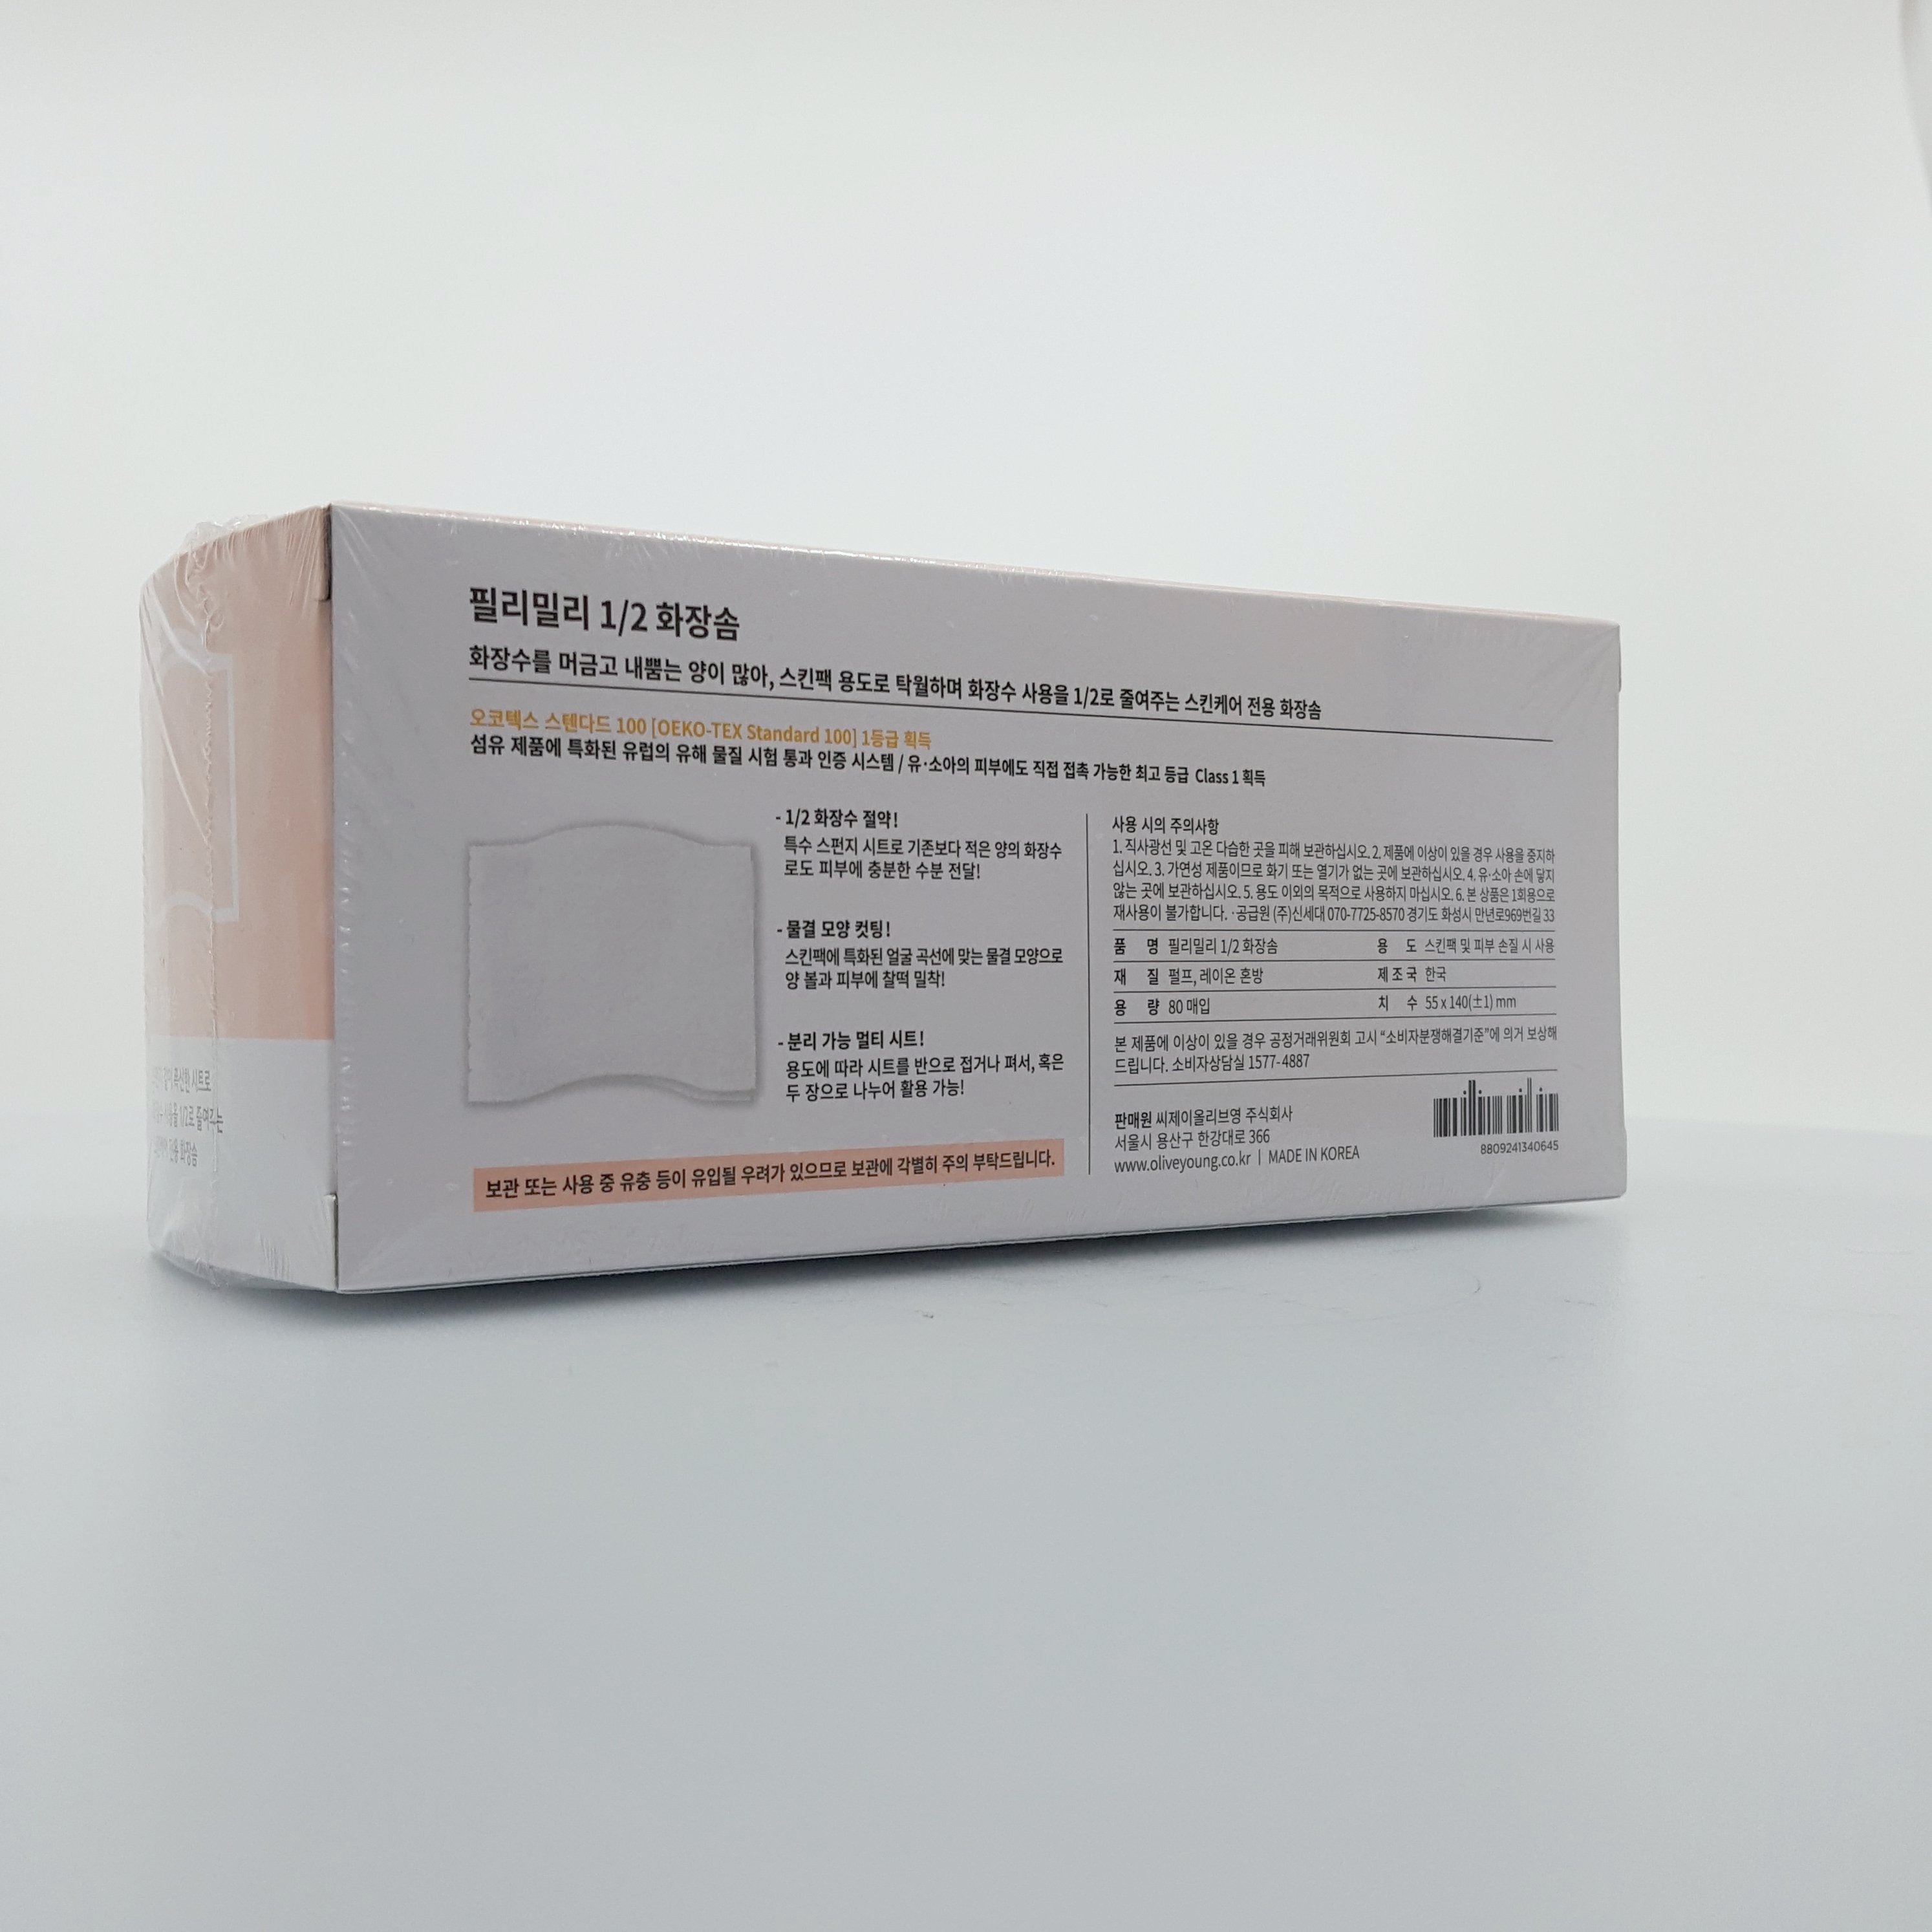 필리밀리 1/2 화장솜
화장수를 머금고 내뿜는 양이 많아, 스킨팩 용도로 탁월하며 화장수 사용을 1/2로 줄여주는 스킨케어 전용 화장솜
오코텍스 스텐다드 100 [OEKO-TEX Standard 100] 1등급 획득
섬유 제품에 특화된 유럽의 유해 물질 시험 통과 인증 시스템 / 유·소아의 피부에도 직접 접촉 가능한 최고 등급 Class 1 획득
- 1/2 화장수 절약!
특수 스펀지 시트로 기존보다 적은 양의 화장수
로도 피부에 충분한 수분 전달!
- 물결 모양 컷팅!
스킨팩에 특화된 얼굴 곡선에 맞는 물결 모양으로
양 볼과 피부에 찰떡 밀착!
- 분리 가능 멀티 시트!
용도에 따라 시트를 반으로 접거나 펴서, 혹은
두 장으로 나누어 활용 가능!
보관 또는 사용 중 유충 등이 유입될 우려가 있으므로 보관에 각별히 주의 부탁드립니다.
사용 시의 주의사항
1. 직사광선 및 고온 다습한 곳을 피해 보관하십시오. 2. 제품에 이상이 있을 경우 사용을 중지하
십시오. 3. 가연성 제품이므로 화기 또는 열기가 없는 곳에 보관하십시오. 4. 유·소아 손에 닿지
않는 곳에 보관하십시오. 5. 용도 이외의 목적으로 사용하지 마십시오. 6. 본 상품은 1회용으로
재사용이 불가합니다. ·공급원 (주)신세대 070-7725-8570 경기도 화성시 만년로969번길 33
품 명 필리밀리 1/2 화장솜 용 도 스킨팩 및 피부 손질 시 사용
재 질 펄프, 레이온 혼방 제조국 한국
용 량 80 매입 치 수 55 x 140(±1) mm
본 제품에 이상이 있을 경우 공정거래위원회 고시 “소비자분쟁해결기준”에 의거 보상해
드립니다. 소비자상담실 1577-4887
판매원 씨제이올리브영 주식회사
서울시 용산구 한강대로 366
www.oliveyoung.co.kr | MADE IN KOREA
8809241340645
시트로
1/2로 줄여주는
전용 화장솜